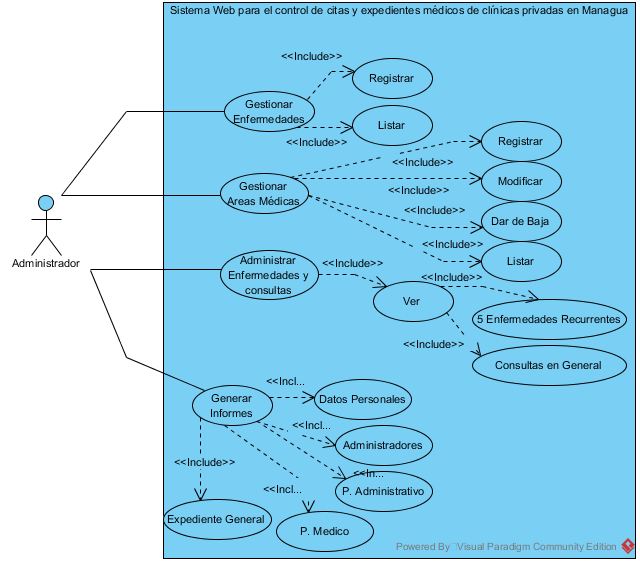 Sistema Web para el control de citas y expedientes médicos de clínicas privadas en Managua
<<Include>>
Registrar
Gestionar
Enfermedades
Listar
<<Include>>
Registrar
<<Include>>
Gestionar
Areas Médicas
Modificar
<<Include>>
<<Include>>
Dar de Baja
<<Include>>
Listar
Administrador
Administrar
Enfermedades y
consultas
<<Include>>
<<Include>>
Ver
5 Enfermedades Recurrentes
<<Include>>
Consultas en General
<<Incl...
Generar
Informes
Datos Personales
<<Incl...
Administradores
<<Include>>
<<In...
<<Incl...
P. Administrativo
Expediente General
P. Medico
Powered By Visual Paradigm Community Edition